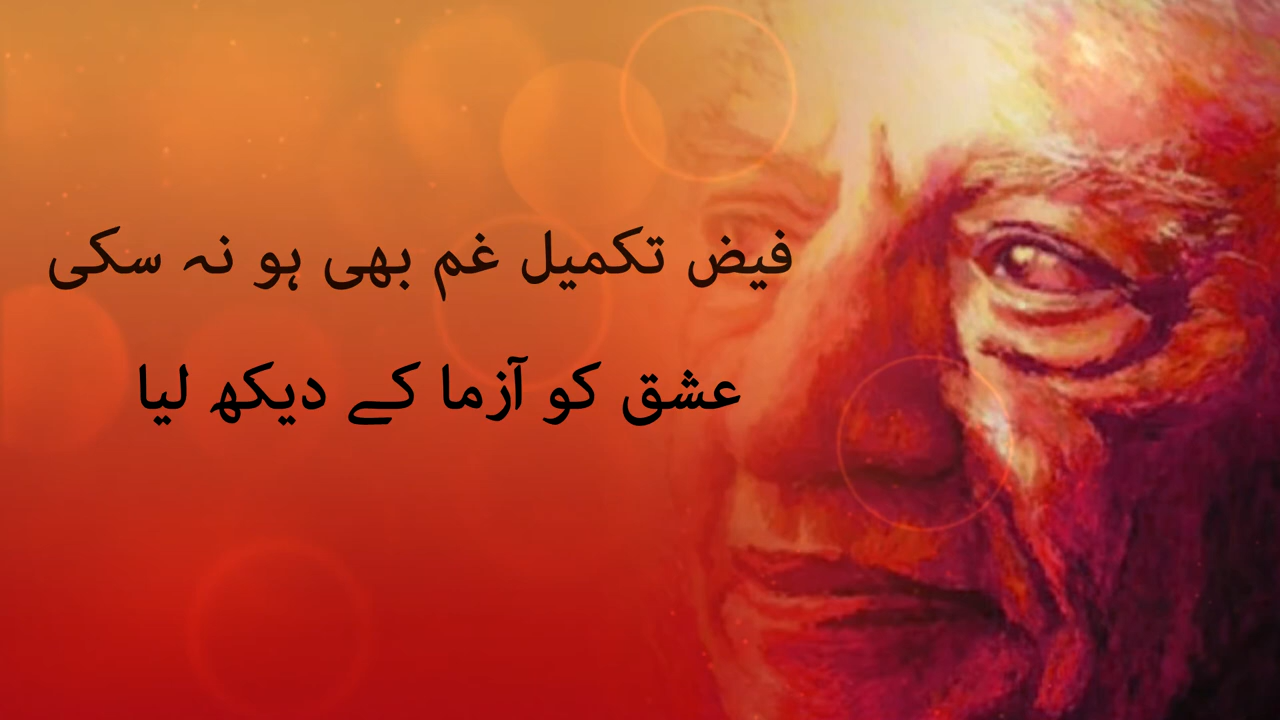 فیض تکمیل غم بھی ہو نہ سکی
عشق کو آزما کے دیکھ لیا